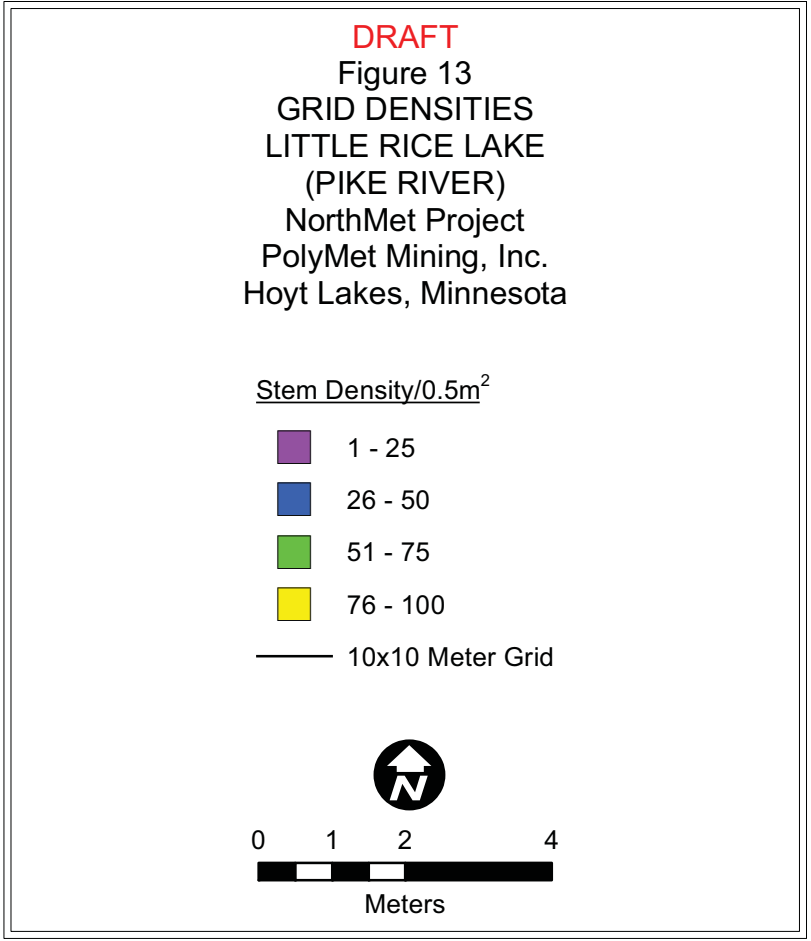 DRAFT
Figure 13
GRID DENSITIES
LITTLE RICE LAKE
(PIKE RIVER)
NorthMet Project
PolyMet Mining, Inc.
Hoyt Lakes, Minnesota
Stem Density/0.5m²
1 - 25
26 - 50
51 - 75
76 - 100
10x10 Meter Grid
N
0 1 2 4
Meters